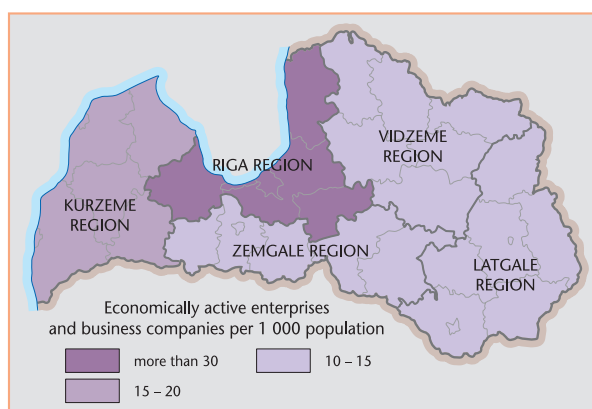 VIDZEME
REGION
RIGA REGION
KURZEME
REGION
ZEMGALE REGION
LATGALE
REGION
Economically active enterprises
and business companies per 1 000 population
more than 30
10 – 15
15 – 20